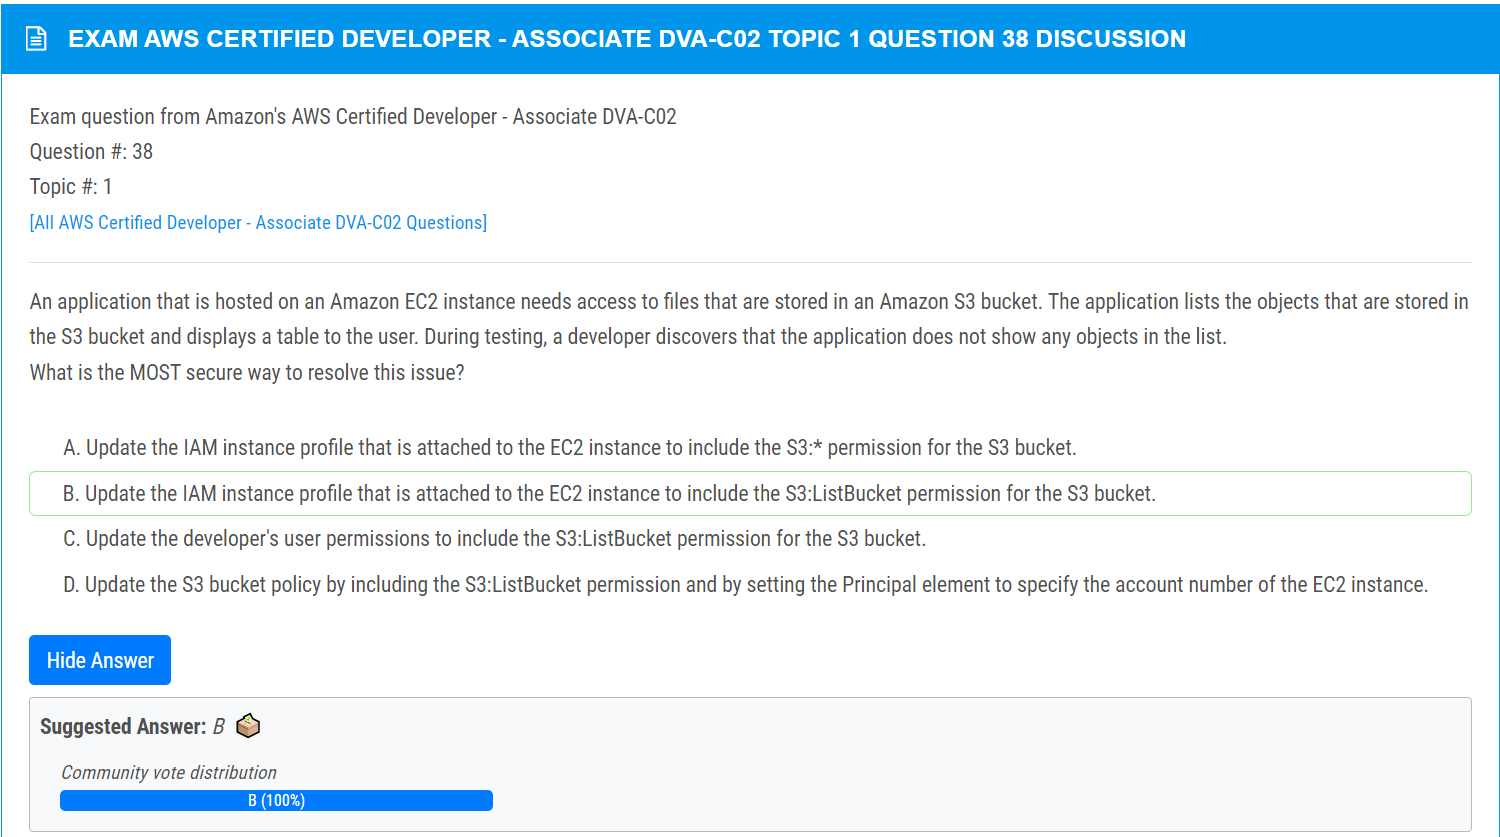 EXAM AWS CERTIFIED DEVELOPER - ASSOCIATE DVA-C02 TOPIC 1 QUESTION 38 DISCUSSION
Exam question from Amazon's AWS Certified Developer - Associate DVA-C02
Question #: 38
Topic #: 1
[All AWS Certified Developer - Associate DVA-C02 Questions]
An application that is hosted on an Amazon EC2 instance needs access to files that are stored in an Amazon S3 bucket. The application lists the objects that are stored in
the S3 bucket and displays a table to the user. During testing, a developer discovers that the application does not show any objects in the list.
What is the MOST secure way to resolve this issue?
A. Update the IAM instance profile that is attached to the EC2 instance to include the S3:* permission for the S3 bucket.
B. Update the IAM instance profile that is attached to the EC2 instance to include the S3:ListBucket permission for the S3 bucket.
C. Update the developer's user permissions to include the S3:ListBucket permission for the S3 bucket.
D. Update the S3 bucket policy by including the S3:ListBucket permission and by setting the Principal element to specify the account number of the EC2 instance.
Hide Answer
Suggested Answer: B
Community vote distribution
B (100%)